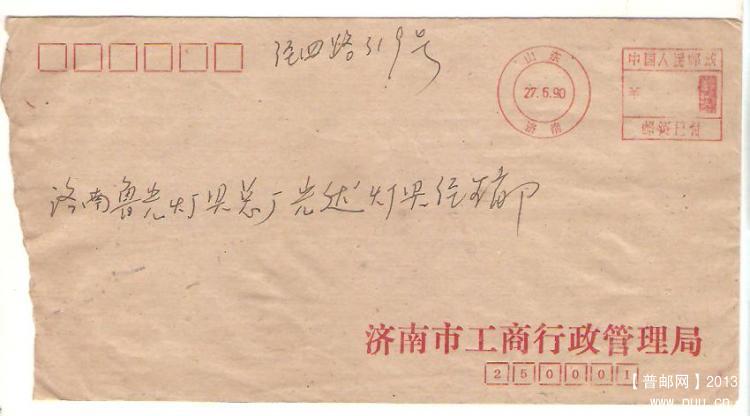 经四路519号
山东
27.6.90
济南
中国人民邮政
邮资已付
济南鲁光灯具总厂光达灯具经销部
济南市工商行政管理局
250001
【普邮网】2013
www.puu.cn